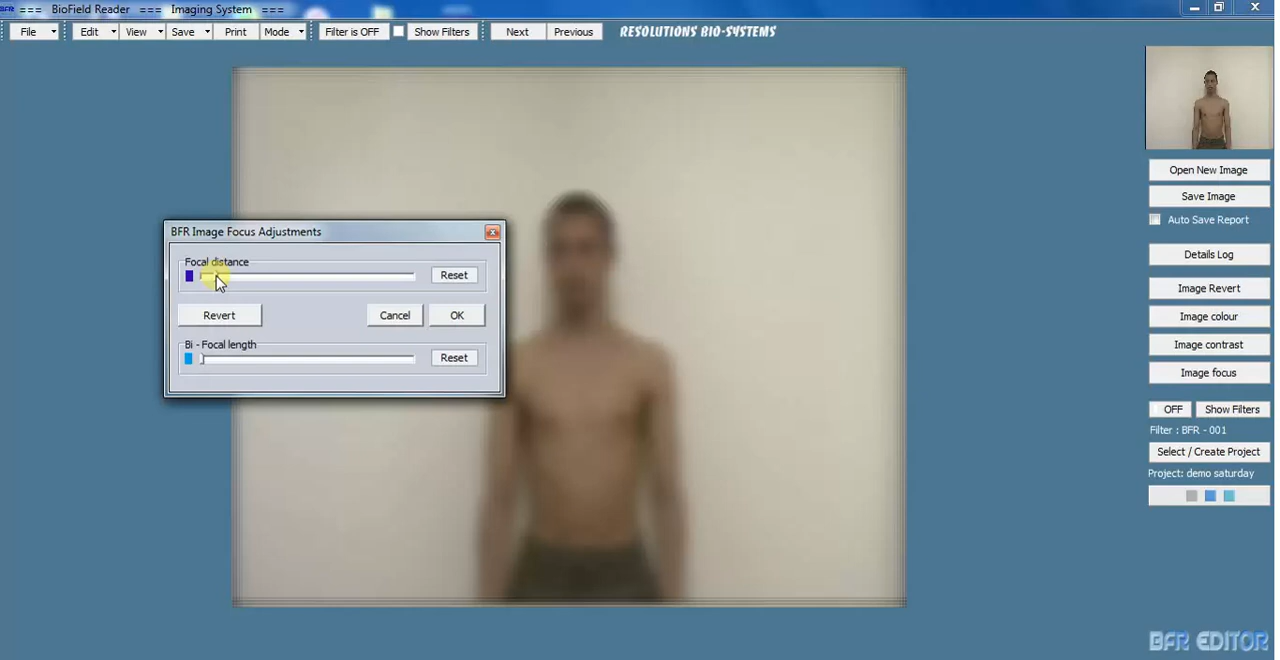 BFR === BioField Reader === Imaging System ===
File Edit View Save Print Mode Filter is OFF Show Filters Next Previous RESOLUTIONS BIO-SYSTEMS
BFR Image Focus Adjustments
Focal distance
Reset
Revert Cancel OK
Bi - Focal length
Reset
Open New Image
Save Image
Auto Save Report
Details Log
Image Revert
Image colour
Image contrast
Image focus
OFF Show Filters
Filter : BFR - 001
Select / Create Project
Project: demo saturday
BFR EDITOR